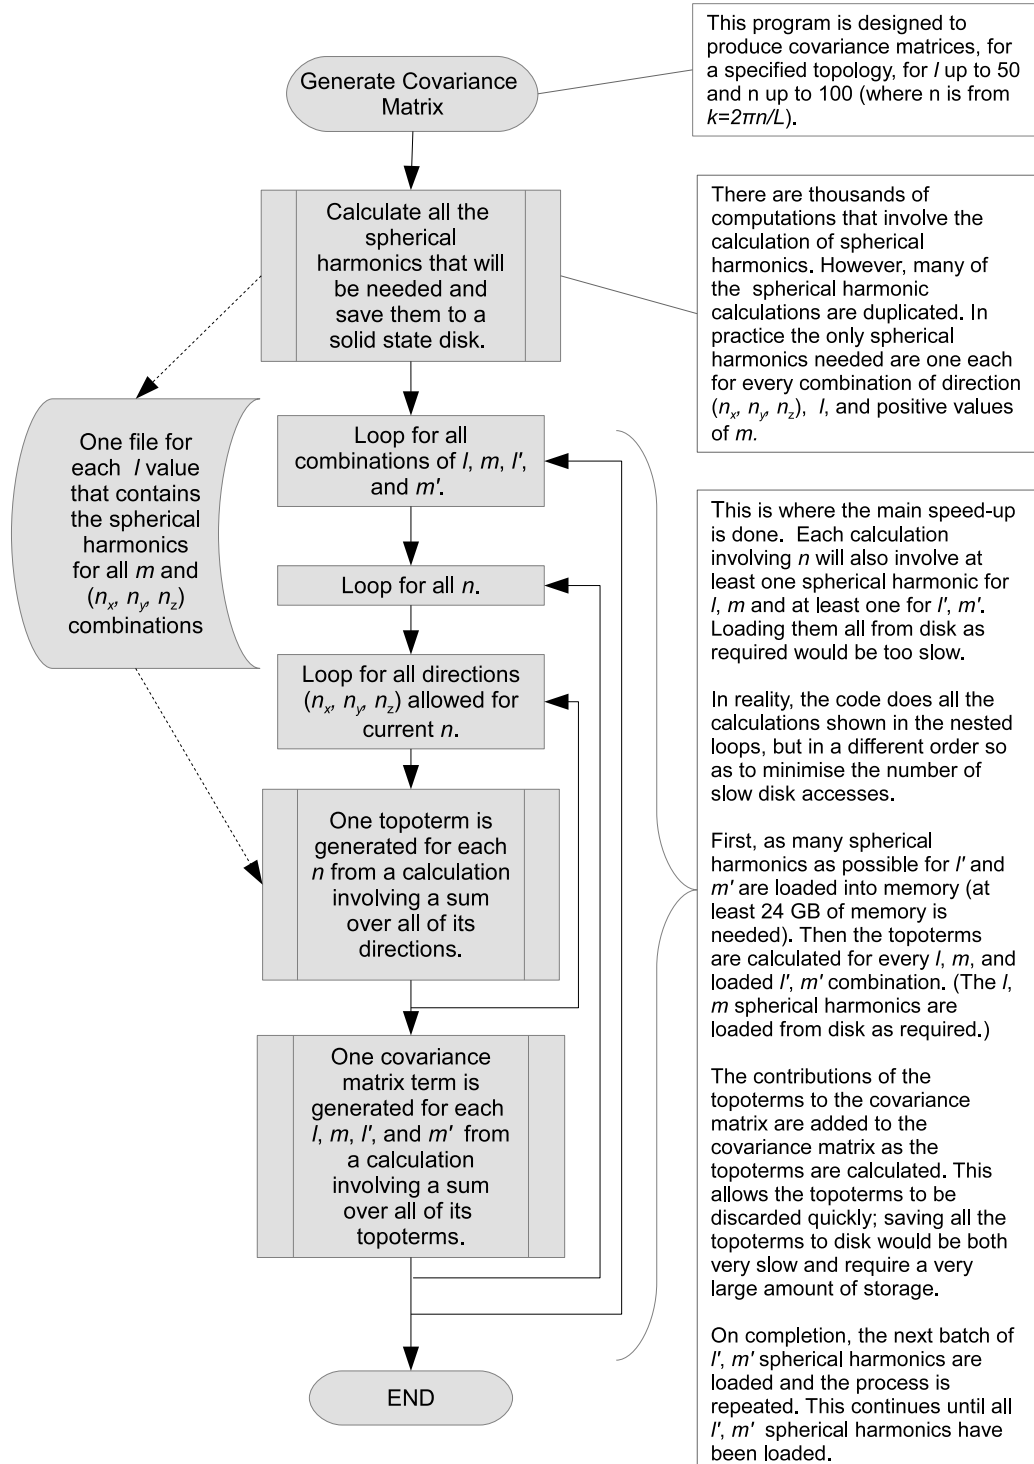 Generate Covariance
Matrix
This program is designed to
produce covariance matrices, for
a specified topology, for l up to 50
and n up to 100 (where n is from
k=2πn/L).
Calculate all the
spherical
harmonics that will
be needed and
save them to a
solid state disk.
There are thousands of
computations that involve the
calculation of spherical
harmonics. However, many of
the spherical harmonic
calculations are duplicated. In
practice the only spherical
harmonics needed are one each
for every combination of direction
(nx, ny, nz), l, and positive values
of m.
One file for
each l value
that contains
the spherical
harmonics
for all m and
(nx, ny, nz)
combinations
Loop for all
combinations of l, m, l',
and m'.
Loop for all n.
Loop for all directions
(nx, ny, nz) allowed for
current n.
One topoterm is
generated for each
n from a calculation
involving a sum
over all of its
directions.
One covariance
matrix term is
generated for each
l, m, l', and m' from
a calculation
involving a sum
over all of its
topoterms.
END
This is where the main speed-up
is done. Each calculation
involving n will also involve at
least one spherical harmonic for
l, m and at least one for l', m'.
Loading them all from disk as
required would be too slow.
In reality, the code does all the
calculations shown in the nested
loops, but in a different order so
as to minimise the number of
slow disk accesses.
First, as many spherical
harmonics as possible for l' and
m' are loaded into memory (at
least 24 GB of memory is
needed). Then the topoterms
are calculated for every l, m, and
loaded l', m' combination. (The l,
m spherical harmonics are
loaded from disk as required.)
The contributions of the
topoterms to the covariance
matrix are added to the
covariance matrix as the
topoterms are calculated. This
allows the topoterms to be
discarded quickly; saving all the
topoterms to disk would be both
very slow and require a very
large amount of storage.
On completion, the next batch of
l', m' spherical harmonics are
loaded and the process is
repeated. This continues until all
l', m' spherical harmonics have
been loaded.